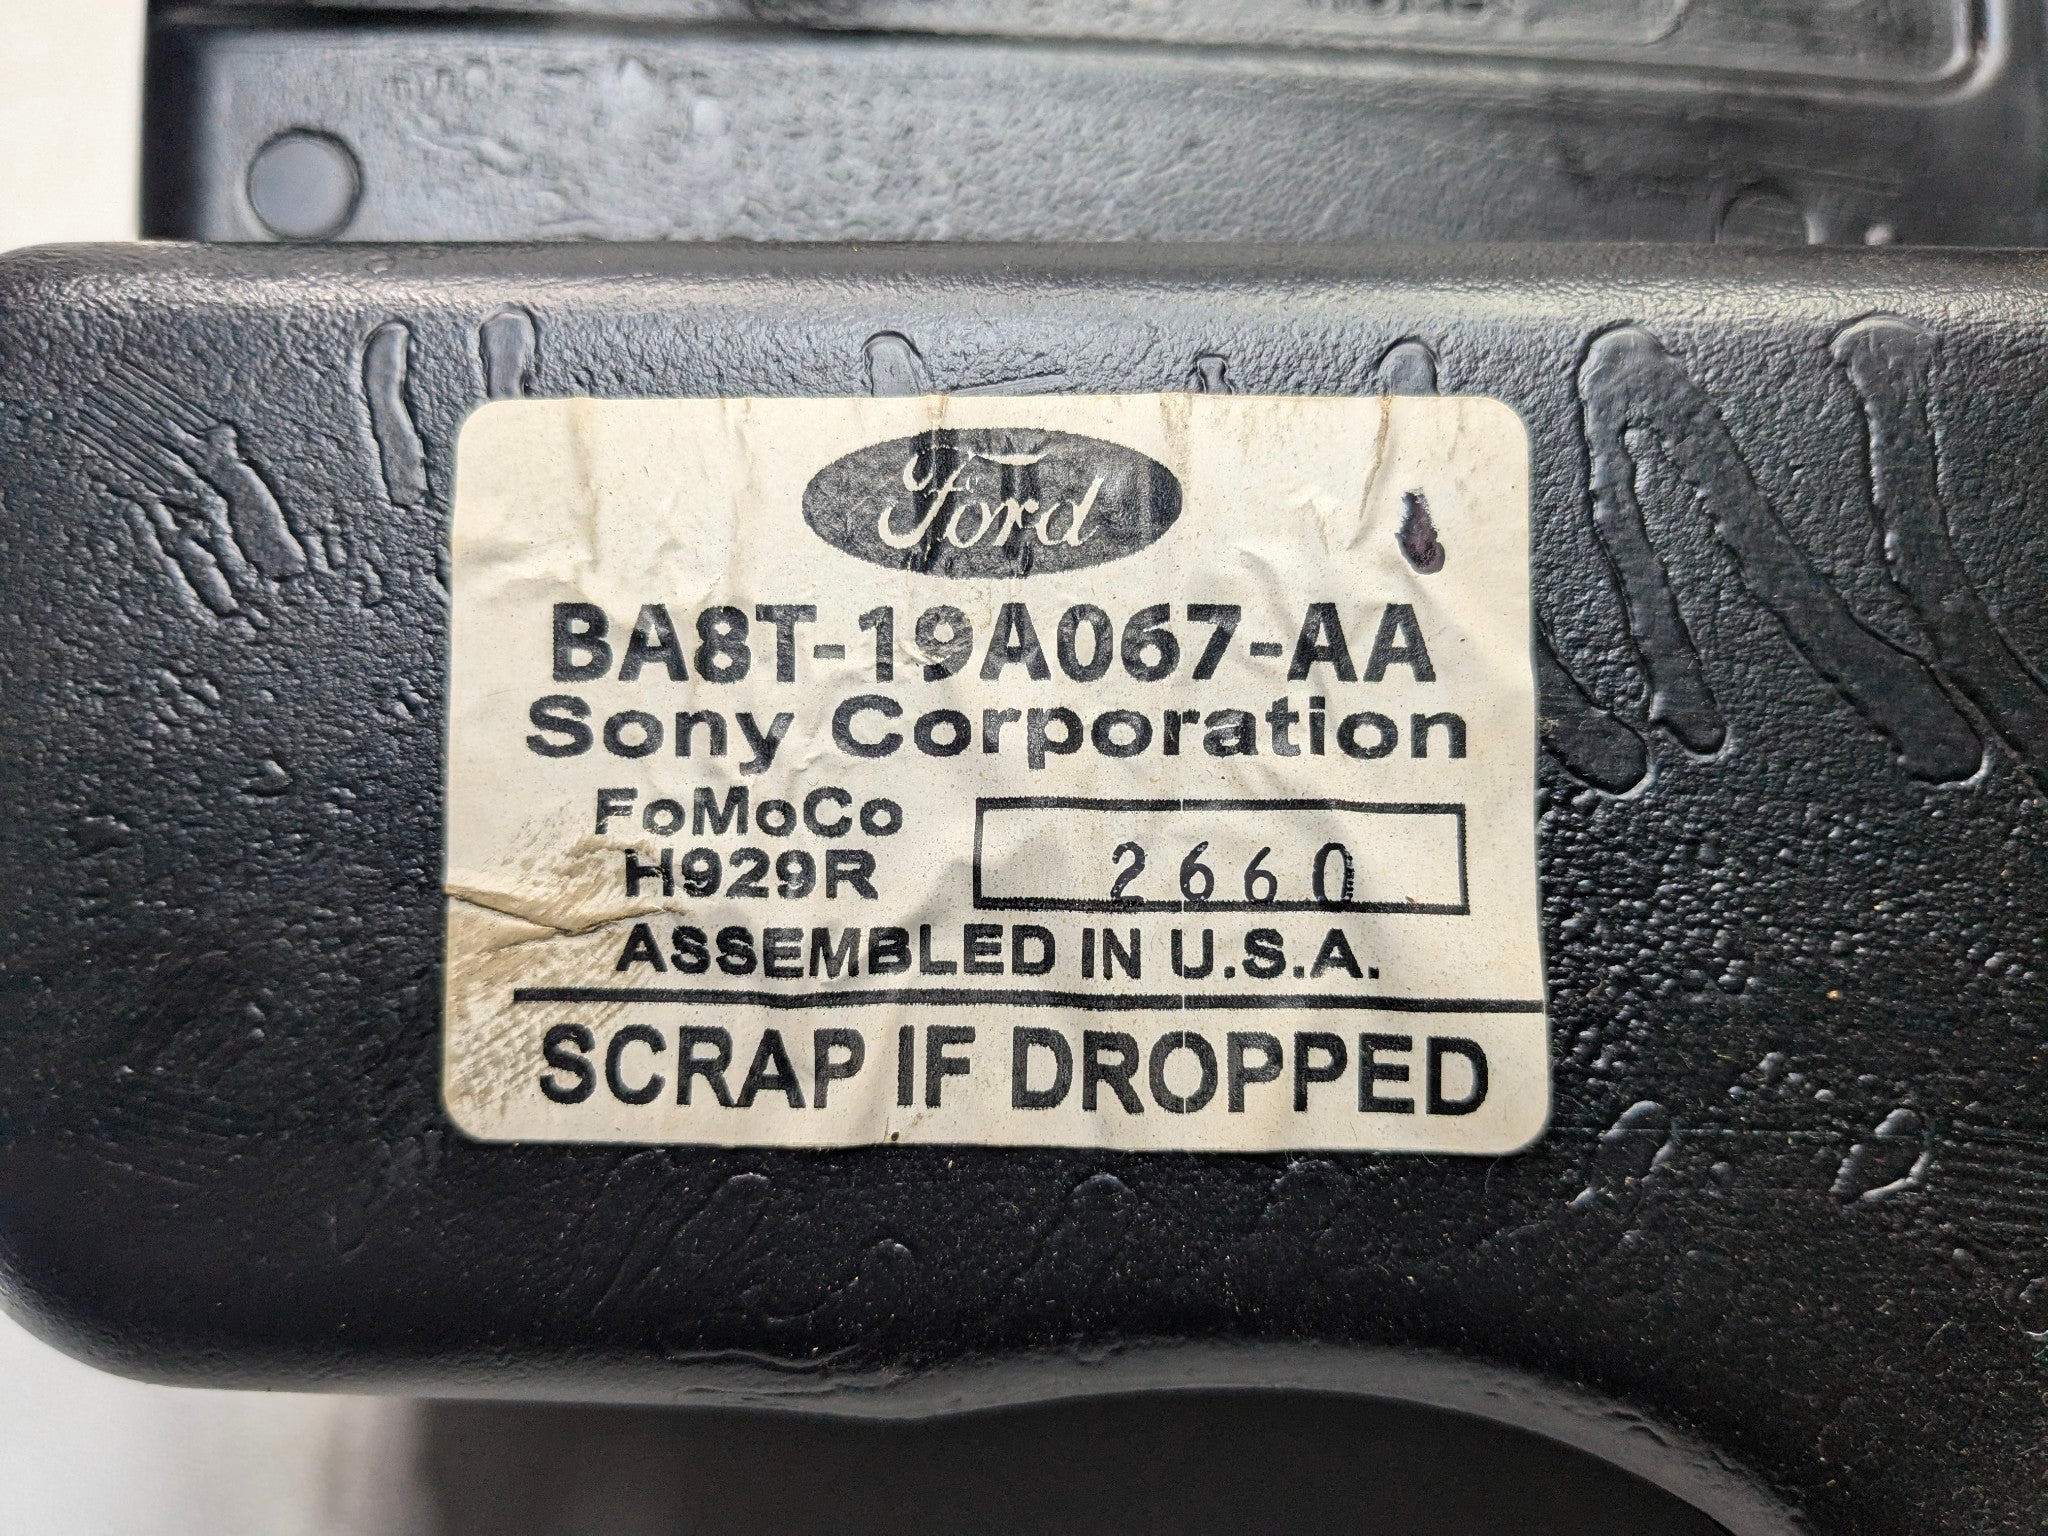 Ford
BA8T-19A067-AA
Sony Corporation
FoMoCo
H929R
2660
ASSEMBLED IN U.S.A.
SCRAP IF DROPPED